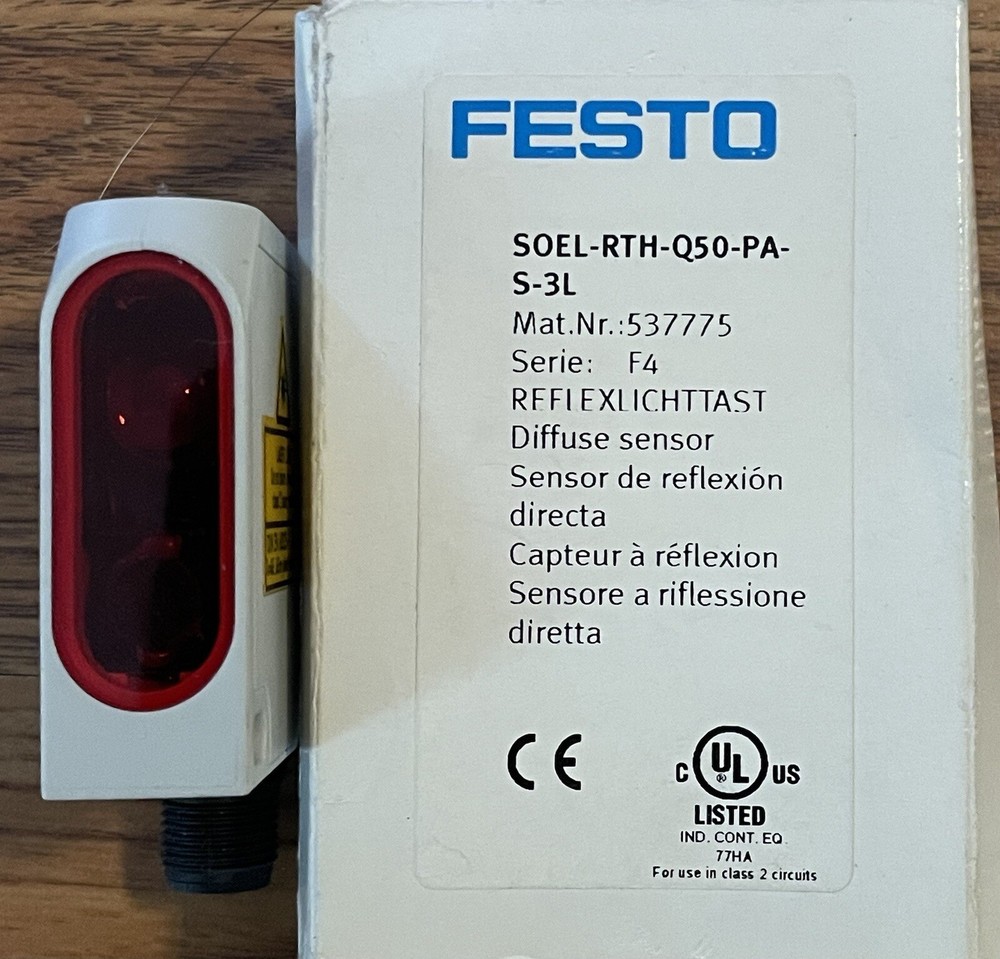 FESTO
SOEL-RTH-Q50-PA-
S-3L
Mat.Nr.:537775
Serie: F4
REFLEXLICHTTAST
Diffuse sensor
Sensor de reflexión
directa
Capteur à réflexion
Sensore a riflessione
diretta
CE
C UL® US
LISTED
IND. CONT. EQ.
77HA
For use in class 2 circuits